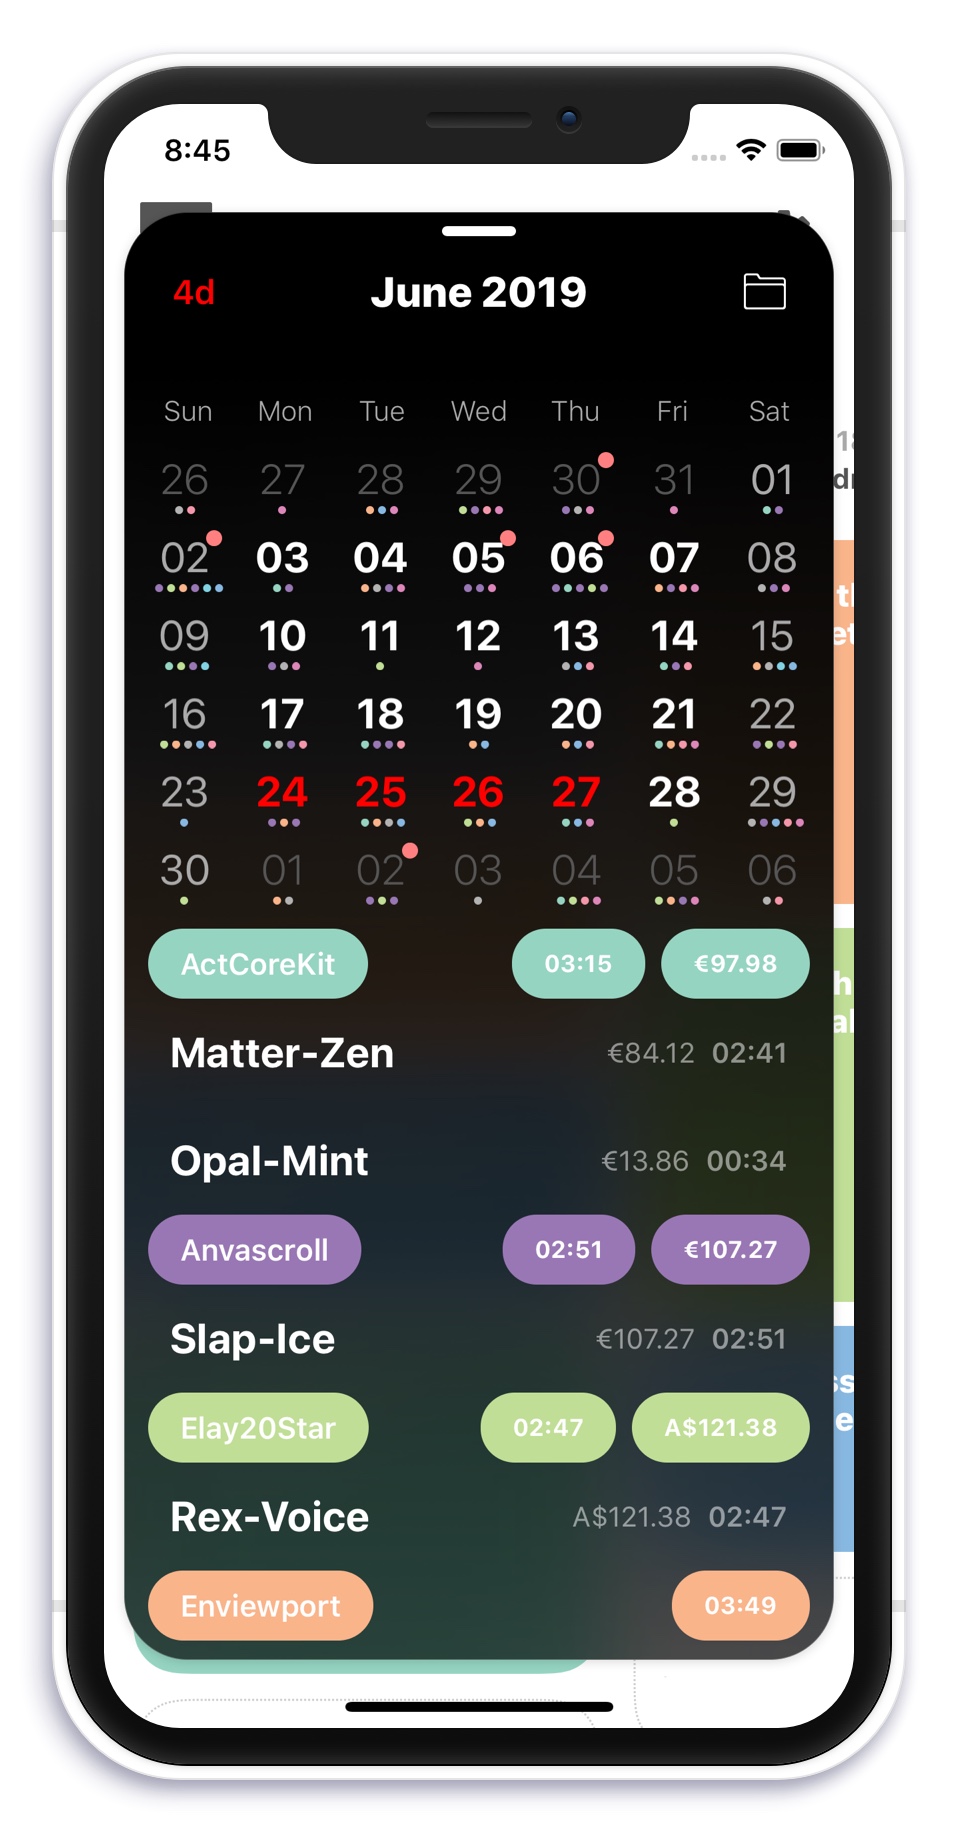 8:45
4d June 2019
Sun Mon Tue Wed Thu Fri Sat
26 27 28 29 30 31 01
02 03 04 05 06 07 08
09 10 11 12 13 14 15
16 17 18 19 20 21 22
23 24 25 26 27 28 29
30 01 02 03 04 05 06
ActCoreKit 03:15 €97.98
Matter-Zen €84.12 02:41
Opal-Mint €13.86 00:34
Anvascroll 02:51 €107.27
Slap-Ice €107.27 02:51
Elay20Star 02:47 A$121.38
Rex-Voice A$121.38 02:47
Enviewport 03:49